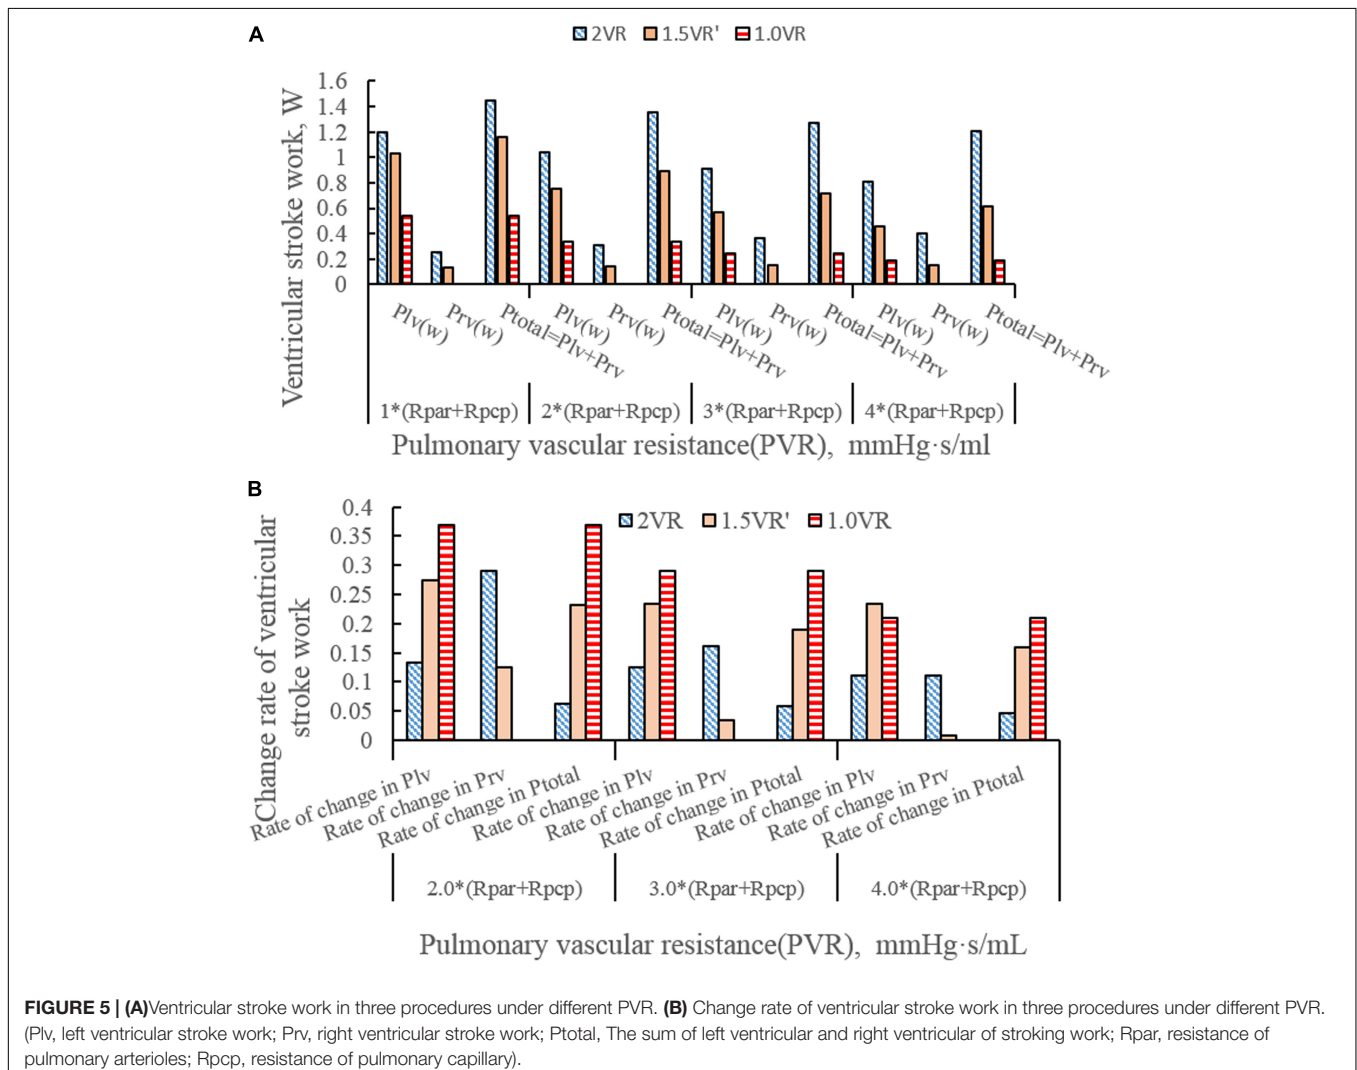 A
2VR 1.5VR' 1.0VR
Ventricular stroke work, W
1.6
1.4
1.2
1
0.8
0.6
0.4
0.2
0
Plv(w) Prv(w) Ptotal=Plv+Prv Plv(w) Prv(w) Ptotal=Plv+Prv Plv(w) Prv(w) Ptotal=Plv+Prv Plv(w) Prv(w) Ptotal=Plv+Prv
1*(Rpar+Rpcp) 2*(Rpar+Rpcp) 3*(Rpar+Rpcp) 4*(Rpar+Rpcp)
Pulmonary vascular resistance(PVR), mmHg·s/ml
B
2VR 1.5VR' 1.0VR
Change rate of ventricular
stroke work
0.4
0.35
0.3
0.25
0.2
0.15
0.1
0.05
0
Rate of change in Plv Rate of change in Prv Rate of change in Ptotal Rate of change in Plv Rate of change in Prv Rate of change in Ptotal Rate of change in Plv Rate of change in Prv Rate of change in Ptotal
2.0*(Rpar+Rpcp) 3.0*(Rpar+Rpcp) 4.0*(Rpar+Rpcp)
Pulmonary vascular resistance(PVR), mmHg·s/mL
FIGURE 5 | (A)Ventricular stroke work in three procedures under different PVR. (B) Change rate of ventricular stroke work in three procedures under different PVR.
(Plv, left ventricular stroke work; Prv, right ventricular stroke work; Ptotal, The sum of left ventricular and right ventricular of stroking work; Rpar, resistance of
pulmonary arterioles; Rpcp, resistance of pulmonary capillary).